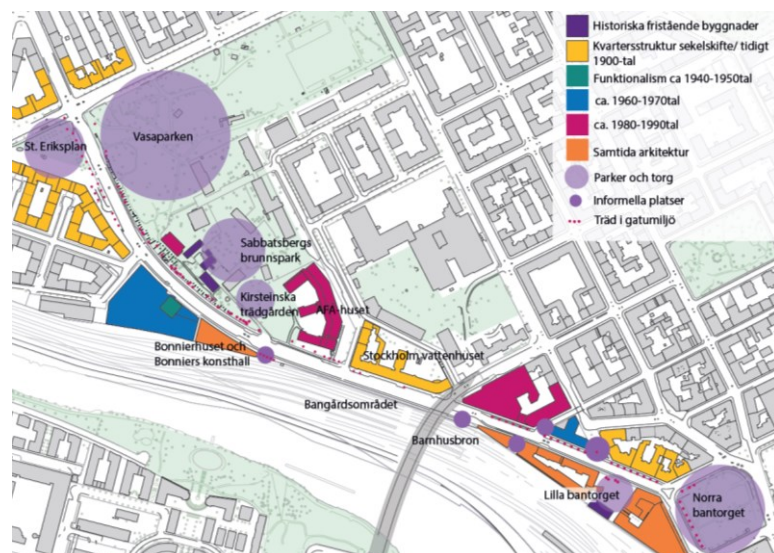 Historiska fristående byggnader
Kvartersstruktur sekelskifte/ tidigt
1900-tal
Funktionalism ca 1940-1950tal
ca. 1960-1970tal
ca. 1980-1990tal
Samtida arkitektur
Parker och torg
Informella platser
Träd i gatumiljö
Vasaparken
St. Eriksplan
Sabbatsbergs
brunnspark
Kirsteinska
trädgården
AFA-huset
Bonnierhuset och
Bonniers konsthall
Stockholm vattenhuset
Bangårdsområdet
Barnhusbron
Lilla bantorget
Norra
bantorget